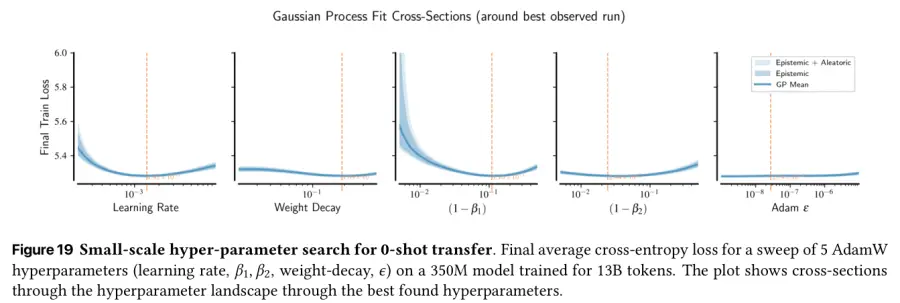 Gaussian Process Fit Cross-Sections (around best observed run)
Final Train Loss
6.0
5.8
5.6
5.4
Epistemic + Aleatoric
Epistemic
GP Mean
10⁻³
10⁻¹
10⁻² 10⁻¹
10⁻² 10⁻¹
10⁻⁸ 10⁻⁷ 10⁻⁶
Learning Rate
Weight Decay
(1 − β₁)
(1 − β₂)
Adam ε
Figure 19 Small-scale hyper-parameter search for 0-shot transfer. Final average cross-entropy loss for a sweep of 5 AdamW
hyperparameters (learning rate, β₁, β₂, weight-decay, ϵ) on a 350M model trained for 13B tokens. The plot shows cross-sections
through the hyperparameter landscape through the best found hyperparameters.